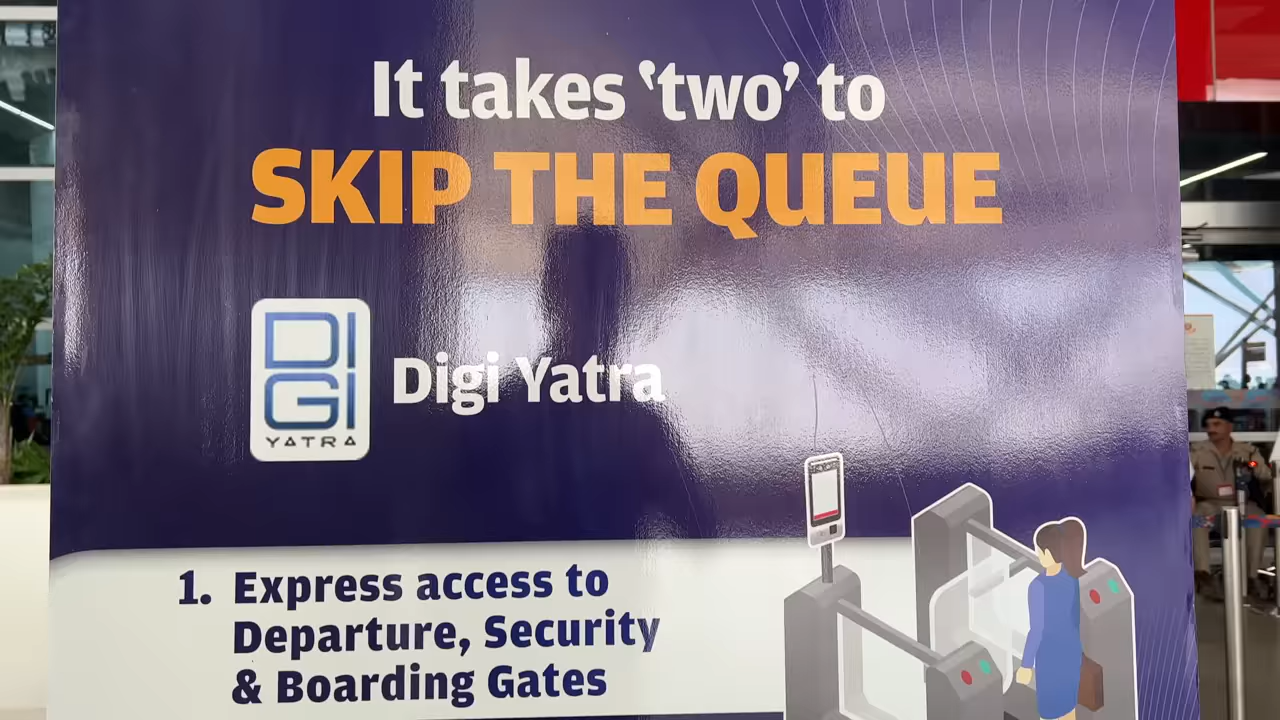 It takes ‘two’ to
SKIP THE QUEUE
DI
GI
YATRA
Digi Yatra
1. Express access to
Departure, Security
& Boarding Gates